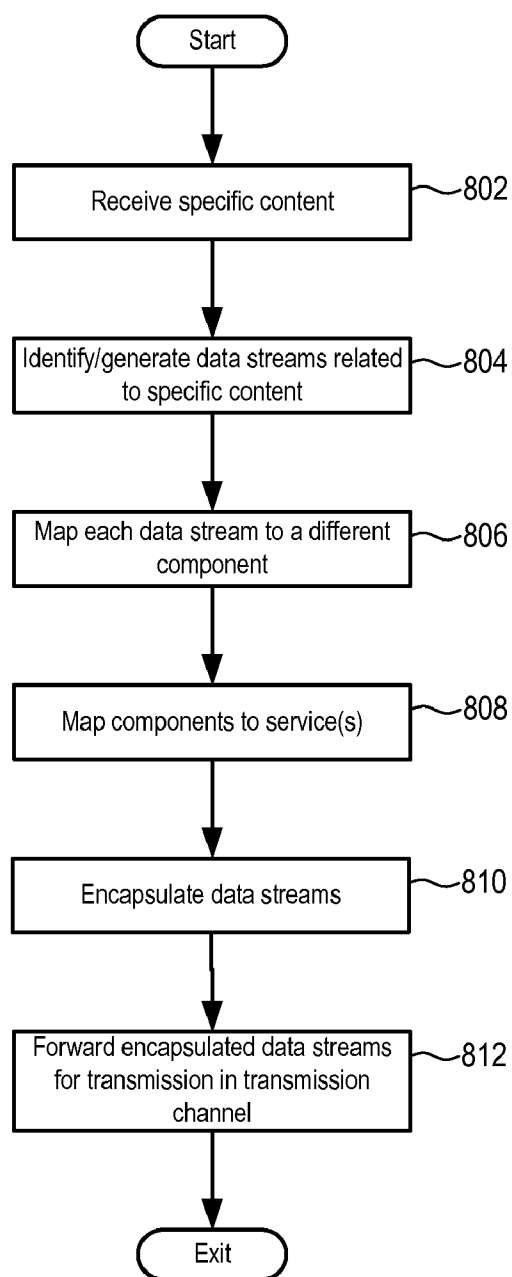 Start
Receive specific content
802
Identify/generate data streams related
to specific content
804
Map each data stream to a different
component
806
Map components to service(s)
808
Encapsulate data streams
810
Forward encapsulated data streams
for transmission in transmission
channel
812
Exit